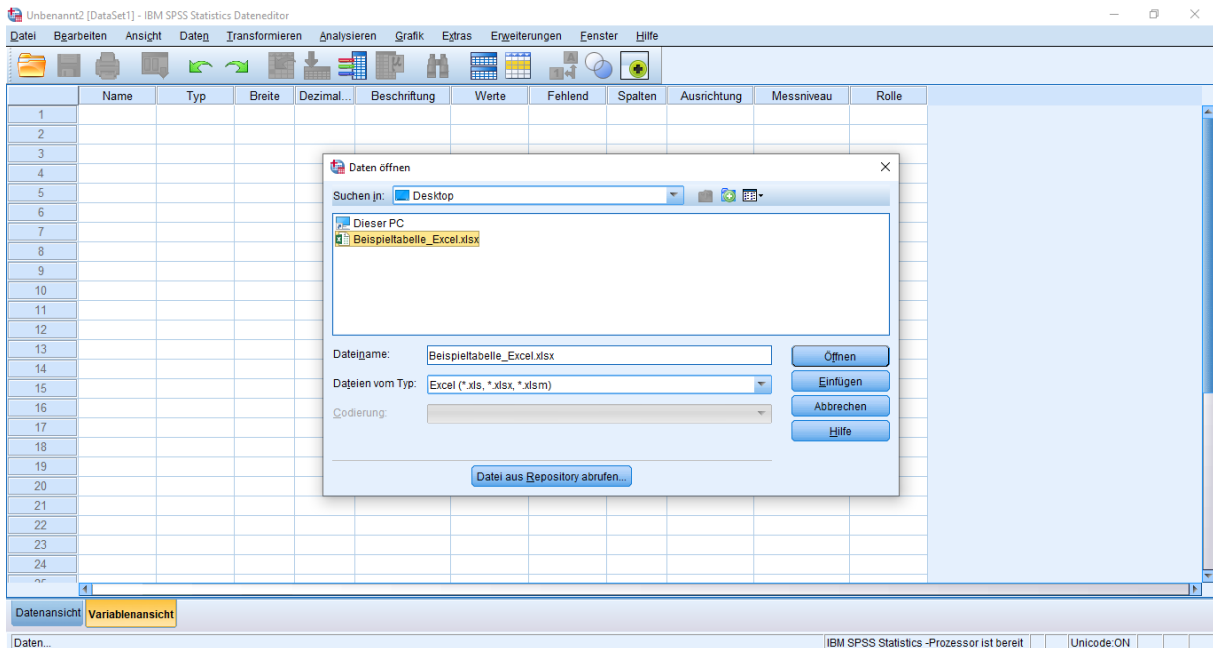 Unbenannt2 [DataSet1] - IBM SPSS Statistics Dateneditor
Datei Bearbeiten Ansicht Daten Transformieren Analysieren Grafik Extras Erweiterungen Fenster Hilfe
Name Typ Breite Dezimal... Beschriftung Werte Fehlend Spalten Ausrichtung Messniveau Rolle
1
2
3
4
5
6
7
8
9
10
11
12
13
14
15
16
17
18
19
20
21
22
23
24
25
Daten öffnen
Suchen in: Desktop
Dieser PC
Beispieltabelle_Excel.xlsx
Dateiname: Beispieltabelle_Excel.xlsx Öffnen
Dateien vom Typ: Excel (*.xls, *.xlsx, *.xlsm) Einfügen
Abbrechen
Codierung:
Hilfe
Datei aus Repository abrufen...
Datenansicht Variablenansicht
Daten... IBM SPSS Statistics -Prozessor ist bereit Unicode:ON